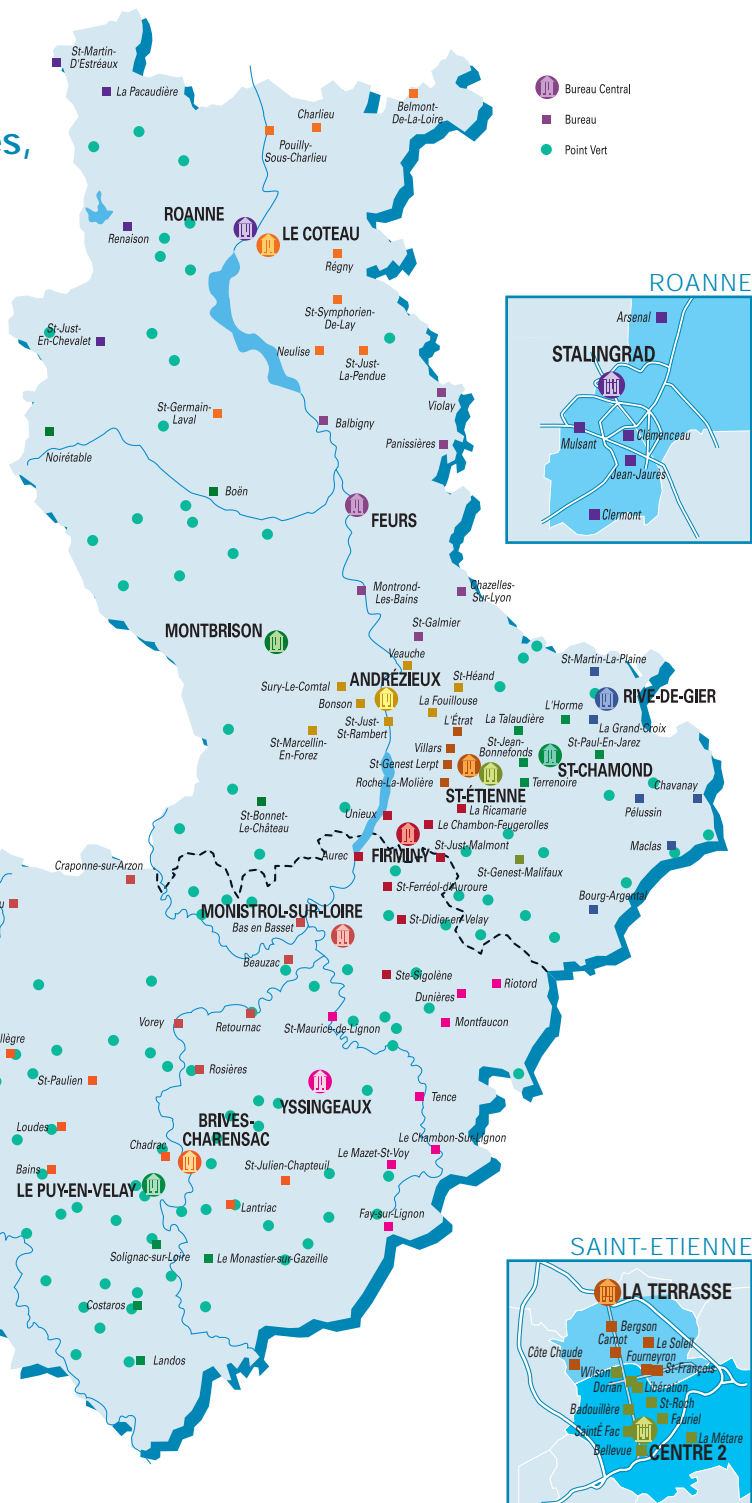 St-Martin-
D'Estréaux
La Pacaudière
Charlieu
Belmont-
De-La-Loire
Pouilly-
Sous-Charlieu
Bureau Central
Bureau
Point Vert
es,
ROANNE
LE COTEAU
Renaison
Régny
St-Symphorien-
De-Lay
St-Just-
En-Chevalet
Neulise
St-Just-
La-Pendue
St-Germain-
Laval
Violay
Balbigny
Panissières
Noirétable
Boën
FEURS
ROANNE
Arsenal
STALINGRAD
Mulsant
Clémenceau
Jean-Jaurès
Clermont
Montrond-
Les-Bains
Chazelles-
Sur-Lyon
MONTBRISON
St-Galmier
Veauche
St-Martin-La-Plaine
ANDRÉZIEUX
Sury-Le-Comtal
St-Héand
RIVE-DE-GIER
Bonson
La Fouillouse
L'Horme
St-Just-
St-Rambert
L'Étrat
La Talaudière
La Grand-Croix
St-Marcellin-
En-Forez
Villars
St-Jean-
Bonnefonds
St-Paul-En-Jarez
St-Genest Lerpt
ST-CHAMOND
Roche-La-Molière
ST-ÉTIENNE
Terrenoire
Chavanay
Pélussin
St-Bonnet-
Le-Château
Unieux
La Ricamarie
Le Chambon-Feugerolles
St-Just-Malmont
Maclas
Aurec
FIRMINY
St-Genest-Malifaux
Craponne-sur-Arzon
u
St-Ferréol-d'Auroure
MONISTROL-SUR-LOIRE
Bourg-Argental
Bas en Basset
St-Didier-en-Velay
Beauzac
Ste-Sigolène
Riotord
Dunières
Vorey
Retournac
St-Maurice-de-Lignon
Montfaucon
llègre
Rosières
St-Paulien
YSSINGEAUX
Tence
BRIVES-
CHARENSAC
Loudes
Le Chambon-Sur-Lignon
Chadrac
Le Mazet-St-Voy
Bains
St-Julien-Chapteuil
LE PUY-EN-VELAY
Lantriac
Fay-sur-Lignon
Solignac-sur-Loire
Le Monastier-sur-Gazeille
Costaros
Landos
SAINT-ETIENNE
LA TERRASSE
Bergson
Carnot
Le Soleil
Côte Chaude
Fourneyron
Wilson
St-François
Dorian
Libération
St-Roch
Badouillère
Fauriel
SaintÉ Fac
La Métare
Bellevue
CENTRE 2